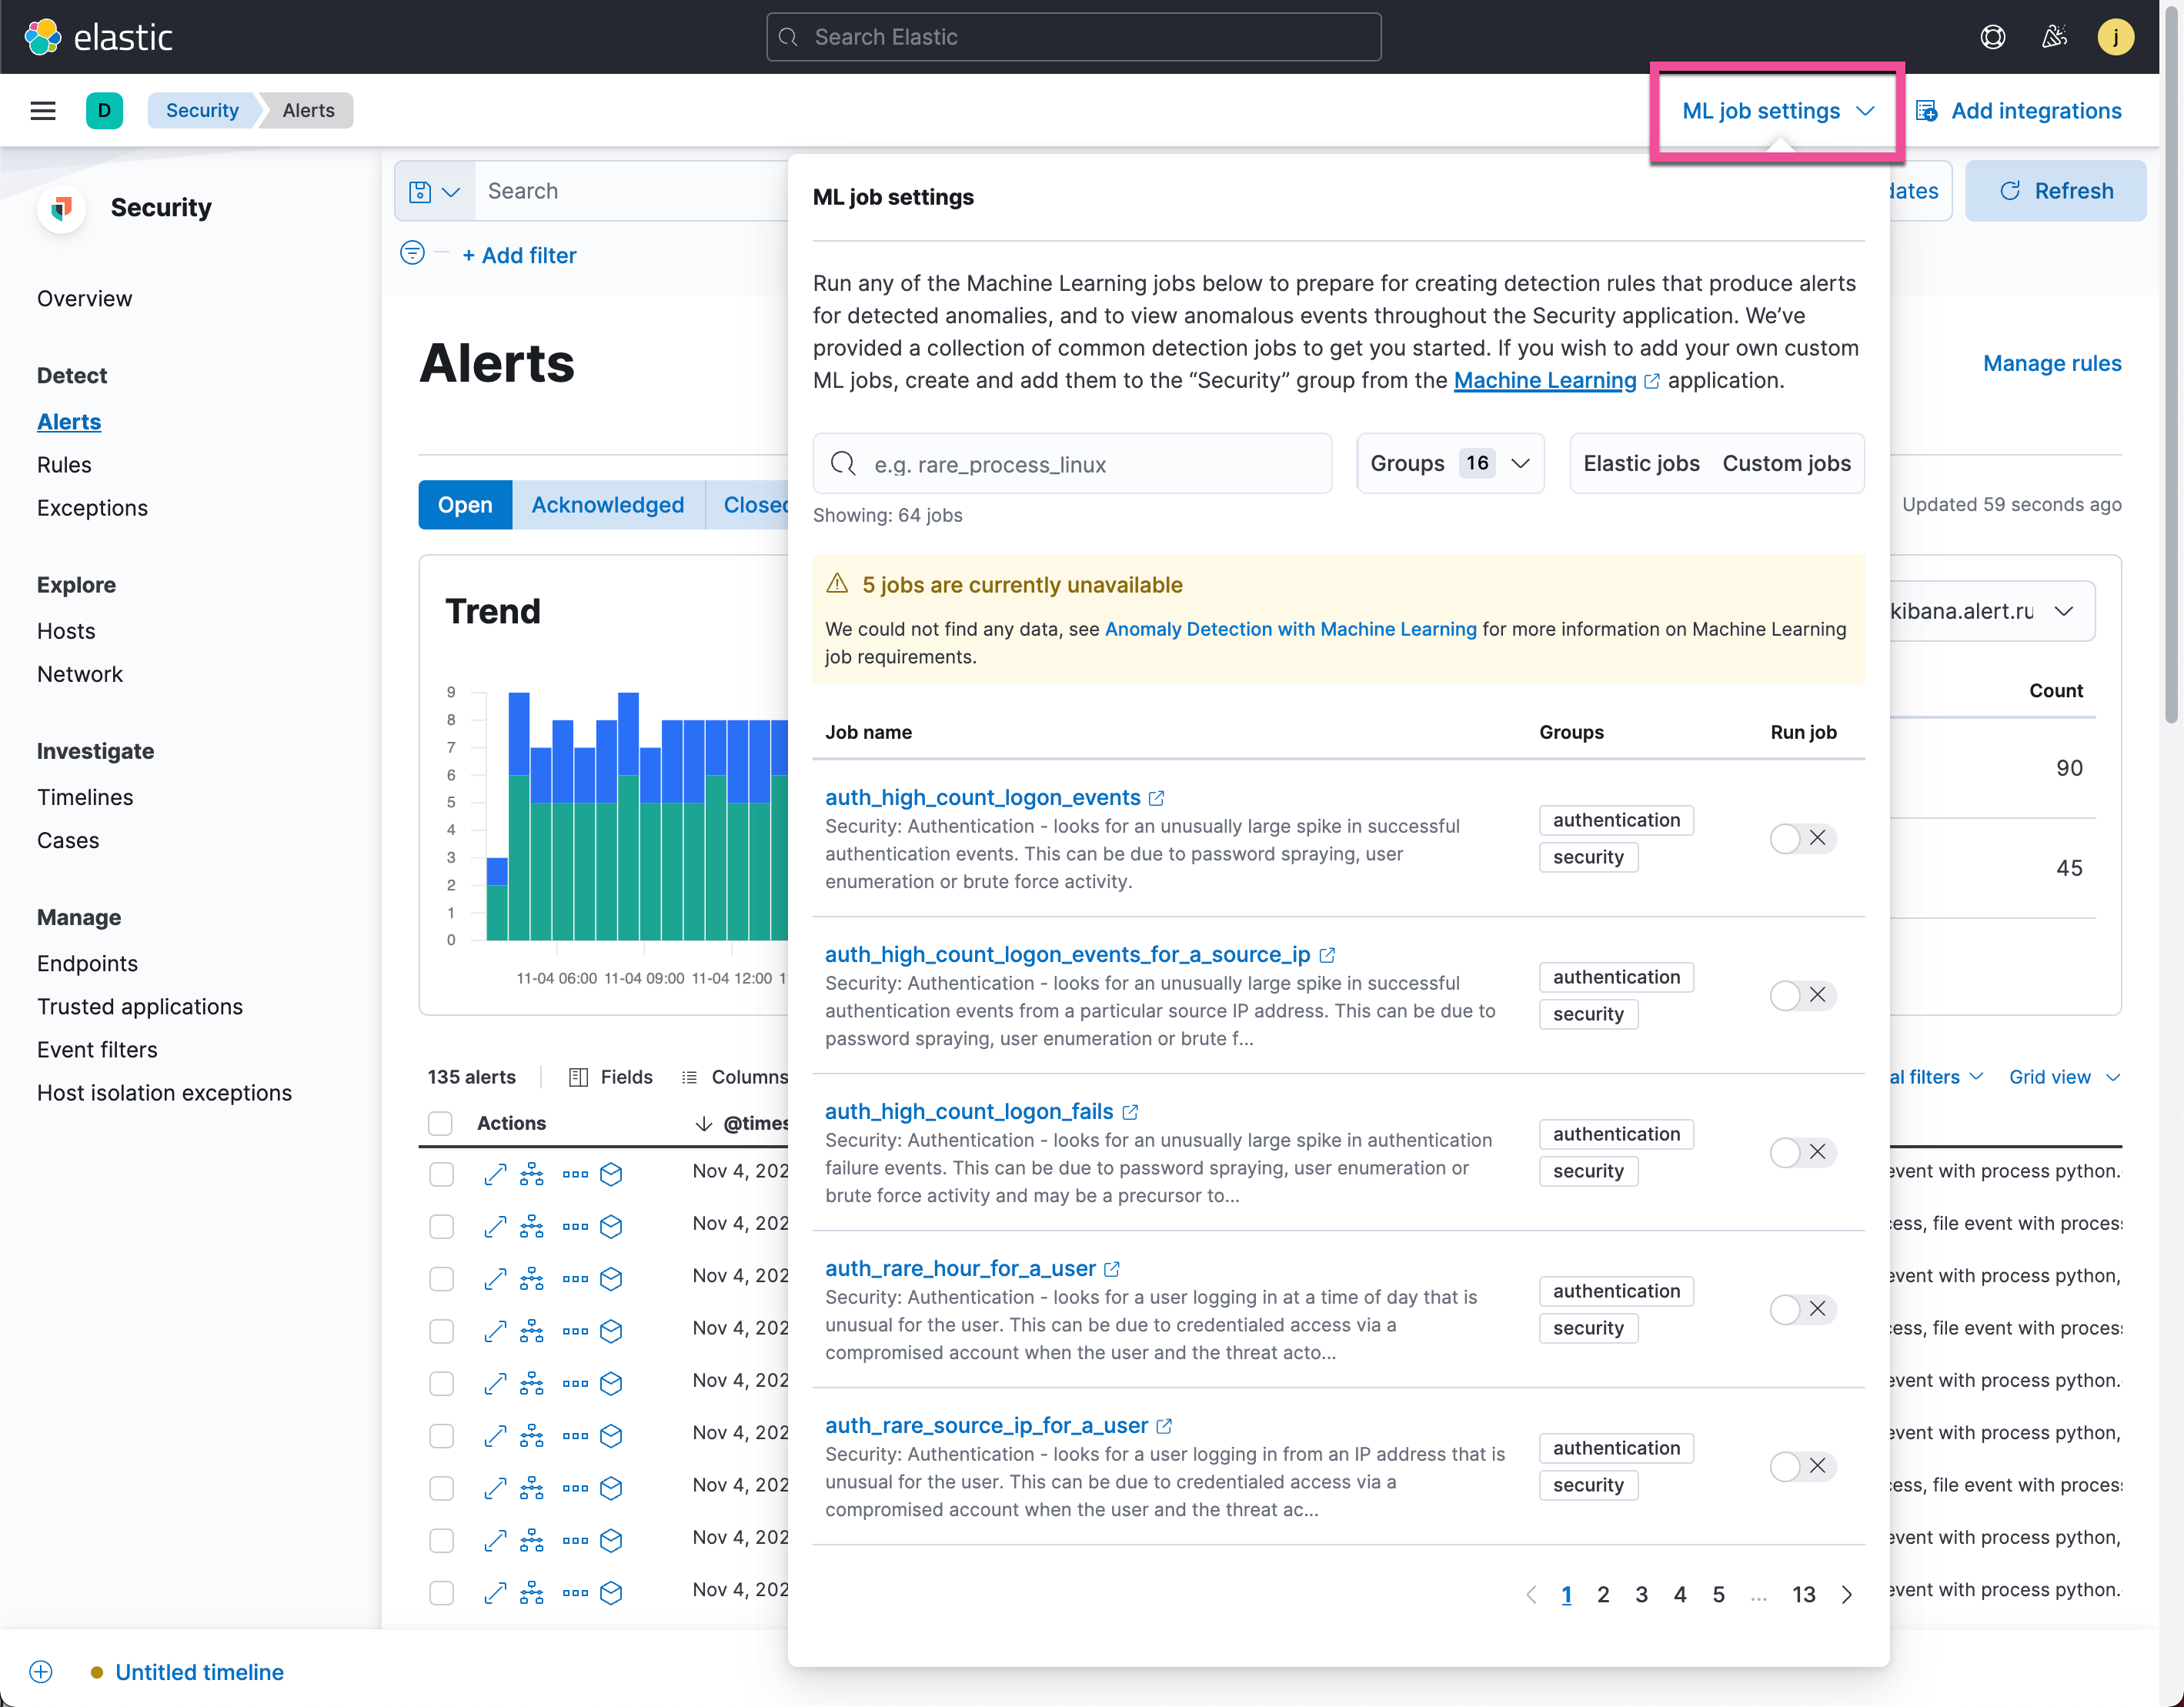 elastic
Search Elastic
j
D
Security
Alerts
ML job settings
Add integrations
Security
Overview
Detect
Alerts
Rules
Exceptions
Explore
Hosts
Network
Investigate
Timelines
Cases
Manage
Endpoints
Trusted applications
Event filters
Host isolation exceptions
Search
+ Add filter
dates
Refresh
Alerts
Manage rules
Open
Acknowledged
Closed
Updated 59 seconds ago
Trend
9
8
7
6
5
4
3
2
1
0
11-04 06:00 11-04 09:00 11-04 12:00
kibana.alert.ru
Count
90
45
135 alerts
Fields
Columns
al filters
Grid view
Actions
@times
Nov 4, 202
event with process python.
Nov 4, 202
cess, file event with process
Nov 4, 202
event with process python,
Nov 4, 202
cess, file event with process
Nov 4, 202
event with process python.
Nov 4, 202
event with process python,
Nov 4, 202
cess, file event with process
Nov 4, 202
event with process python,
Nov 4, 202
event with process python.
ML job settings
Run any of the Machine Learning jobs below to prepare for creating detection rules that produce alerts
for detected anomalies, and to view anomalous events throughout the Security application. We’ve
provided a collection of common detection jobs to get you started. If you wish to add your own custom
ML jobs, create and add them to the “Security” group from the Machine Learning application.
e.g. rare_process_linux
Groups 16
Elastic jobs
Custom jobs
Showing: 64 jobs
5 jobs are currently unavailable
We could not find any data, see Anomaly Detection with Machine Learning for more information on Machine Learning
job requirements.
Job name
Groups
Run job
auth_high_count_logon_events
Security: Authentication - looks for an unusually large spike in successful
authentication events. This can be due to password spraying, user
enumeration or brute force activity.
authentication
security
auth_high_count_logon_events_for_a_source_ip
Security: Authentication - looks for an unusually large spike in successful
authentication events from a particular source IP address. This can be due to
password spraying, user enumeration or brute f...
authentication
security
auth_high_count_logon_fails
Security: Authentication - looks for an unusually large spike in authentication
failure events. This can be due to password spraying, user enumeration or
brute force activity and may be a precursor to...
authentication
security
auth_rare_hour_for_a_user
Security: Authentication - looks for a user logging in at a time of day that is
unusual for the user. This can be due to credentialed access via a
compromised account when the user and the threat acto...
authentication
security
auth_rare_source_ip_for_a_user
Security: Authentication - looks for a user logging in from an IP address that is
unusual for the user. This can be due to credentialed access via a
compromised account when the user and the threat ac...
authentication
security
1 2 3 4 5 ... 13
Untitled timeline